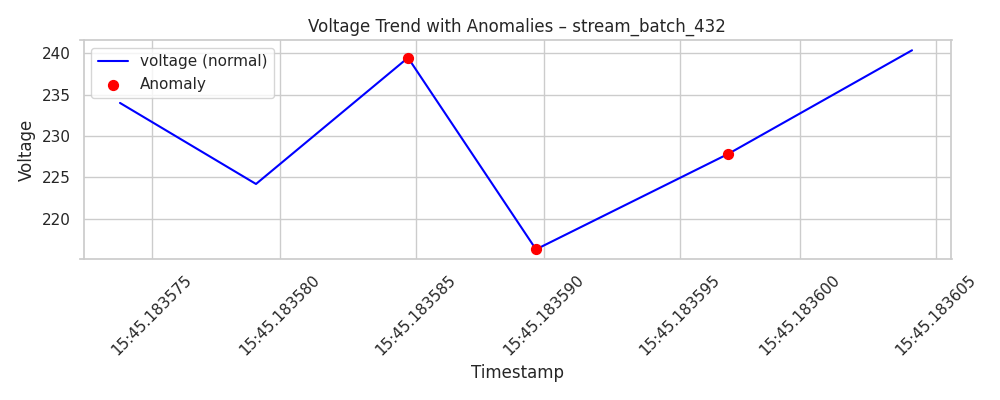 Voltage Trend with Anomalies – stream_batch_432
voltage (normal)
Anomaly
Voltage
240
235
230
225
220
15:45.183575
15:45.183580
15:45.183585
15:45.183590
15:45.183595
15:45.183600
15:45.183605
Timestamp